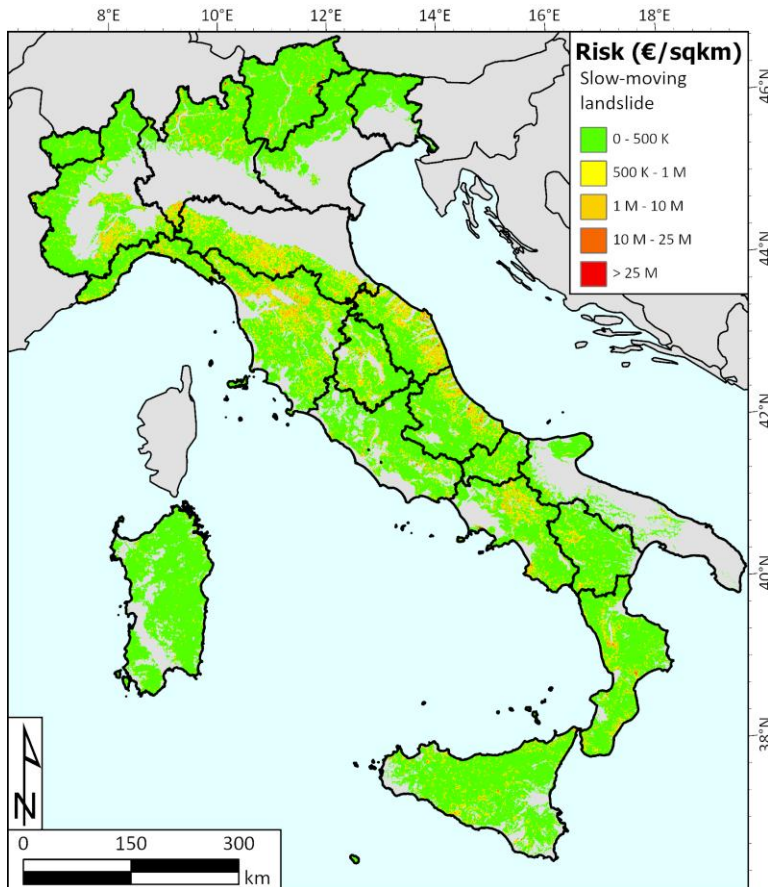 8°E 10°E 12°E 14°E 16°E 18°E
Risk (€/sqkm)
Slow-moving
landslide
0 - 500 K
500 K - 1 M
1 M - 10 M
10 M - 25 M
> 25 M
46°N
44°N
42°N
40°N
38°N
N
0 150 300
km